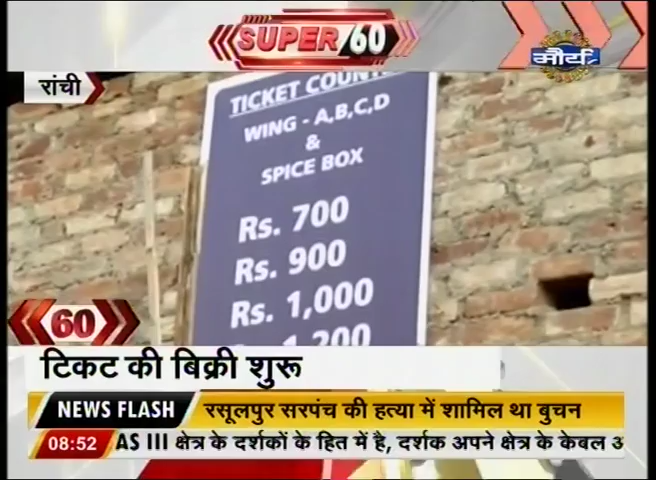 SUPER 60
मौर्य
रांची
TICKET COUNT
WING - A,B,C,D
&
SPICE BOX
Rs. 700
Rs. 900
Rs. 1,000
60
टिकट की बिक्री शुरू
NEWS FLASH
रसूलपुर सरपंच की हत्या में शामिल था बुचन
08:52
AS III क्षेत्र के दर्शकों के हित में है, दर्शक अपने क्षेत्र के केबल